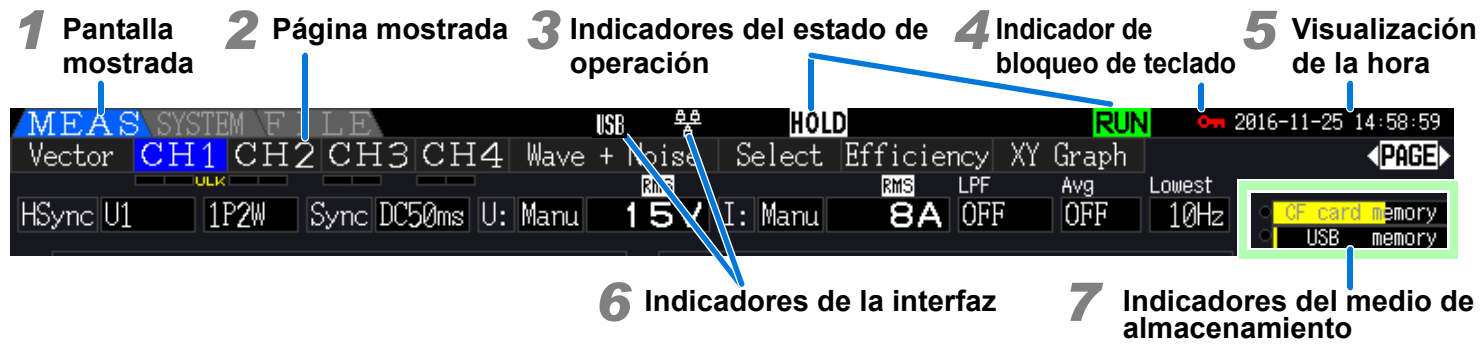 1 Pantalla mostrada
2 Página mostrada
3 Indicadores del estado de operación
4 Indicador de bloqueo de teclado
5 Visualización de la hora
MEAS SYSTEM FILE USB HOLD RUN 2016-11-25 14:58:59
Vector CH1 CH2 CH3 CH4 Wave + Noise Select Efficiency XY Graph PAGE
ULK RMS RMS LPF Avg Lowest
HSync U1 1P2W Sync DC50ms U: Manu 15V I: Manu 8A OFF OFF 10Hz
CF card memory
USB memory
6 Indicadores de la interfaz
7 Indicadores del medio de almacenamiento